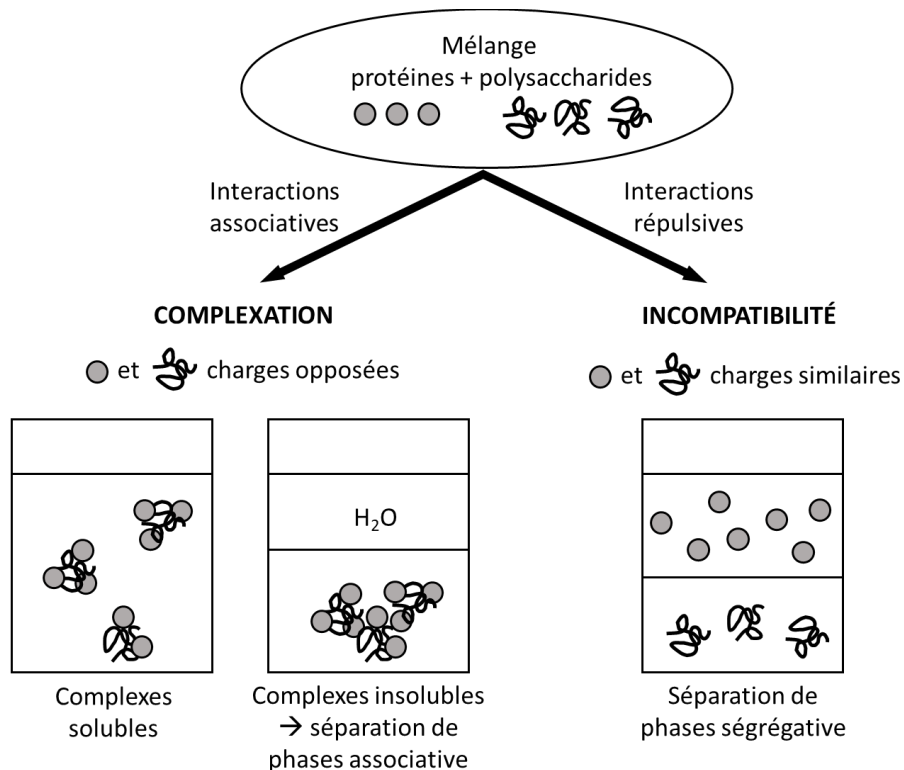 Mélange
protéines + polysaccharides
Interactions
associatives
Interactions
répulsives
COMPLEXATION
et charges opposées
INCOMPATIBILITÉ
et charges similaires
H₂O
Complexes
solubles
Complexes insolubles
→ séparation de
phases associative
Séparation de
phases ségrégative